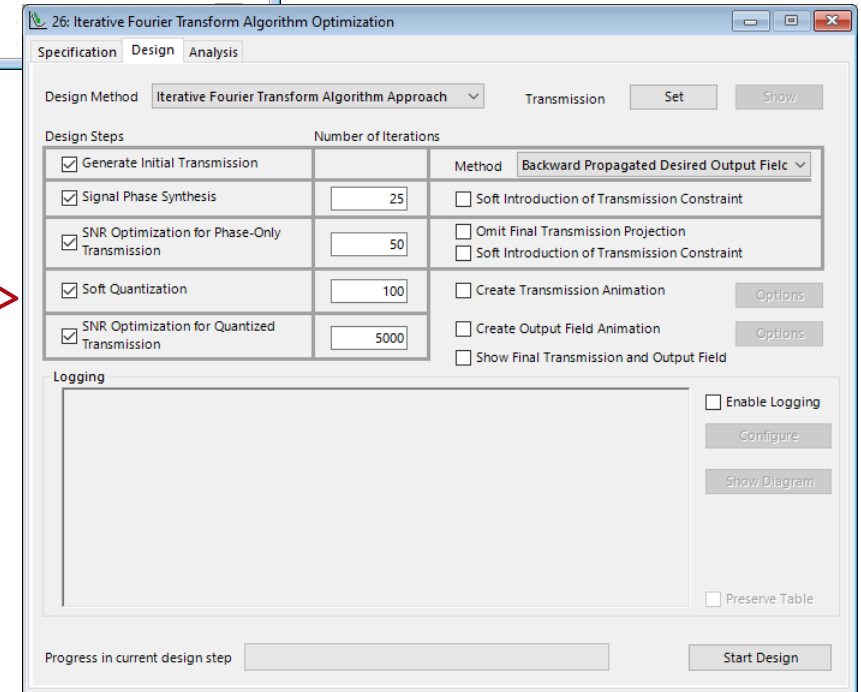 26: Iterative Fourier Transform Algorithm Optimization
Specification Design Analysis
Design Method Iterative Fourier Transform Algorithm Approach Transmission Set Show
Design Steps Number of Iterations
Generate Initial Transmission Method Backward Propagated Desired Output Fielc
Signal Phase Synthesis 25 Soft Introduction of Transmission Constraint
SNR Optimization for Phase-Only
Transmission
50
Omit Final Transmission Projection
Soft Introduction of Transmission Constraint
Soft Quantization 100 Create Transmission Animation Options
SNR Optimization for Quantized
Transmission
5000
Create Output Field Animation Options
Show Final Transmission and Output Field
Logging
Enable Logging
Configure
Show Diagram
Preserve Table
Progress in current design step Start Design